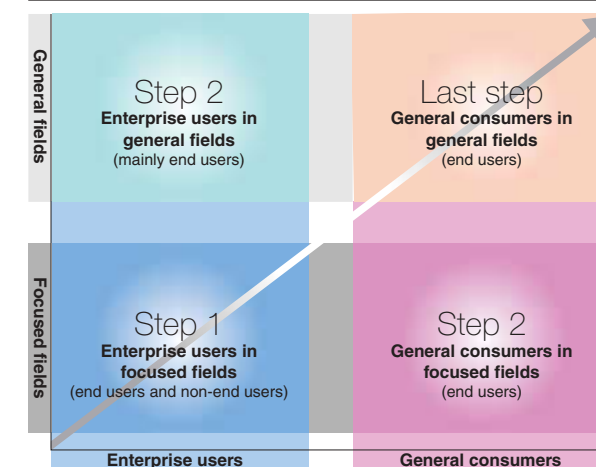 General fields
Step 2
Enterprise users in
general fields
(mainly end users)
Last step
General consumers in
general fields
(end users)
Focused fields
Step 1
Enterprise users in
focused fields
(end users and non-end users)
Step 2
General consumers in
focused fields
(end users)
Enterprise users
General consumers